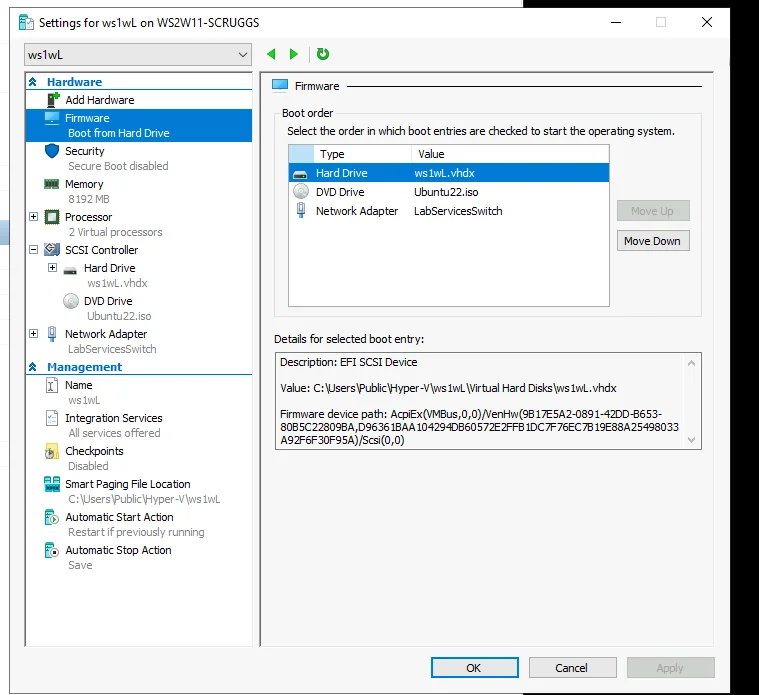 Settings for ws1wL on WS2W11-SCRUGGS
ws1wL
Hardware
Add Hardware
Firmware
Boot from Hard Drive
Security
Secure Boot disabled
Memory
8192 MB
Processor
2 Virtual processors
SCSI Controller
Hard Drive
ws1wL.vhdx
DVD Drive
Ubuntu22.iso
Network Adapter
LabServicesSwitch
Management
Name
ws1wL
Integration Services
All services offered
Checkpoints
Disabled
Smart Paging File Location
C:\Users\Public\Hyper-V\ws1wL
Automatic Start Action
Restart if previously running
Automatic Stop Action
Save
Firmware
Boot order
Select the order in which boot entries are checked to start the operating system.
Type Value
Hard Drive ws1wL.vhdx
DVD Drive Ubuntu22.iso
Network Adapter LabServicesSwitch
Move Up
Move Down
Details for selected boot entry:
Description: EFI SCSI Device
Value: C:\Users\Public\Hyper-V\ws1wL\Virtual Hard Disks\ws1wL.vhdx
Firmware device path: AcpiEx(VMBus,0,0)/VenHw(9B17E5A2-0891-42DD-B653-
80B5C22809BA,D96361BAA104294DB60572E2FFB1DC7F76EC7B19E88A25498033
A92F6F30F95A)/Scsi(0,0)
OK Cancel Apply